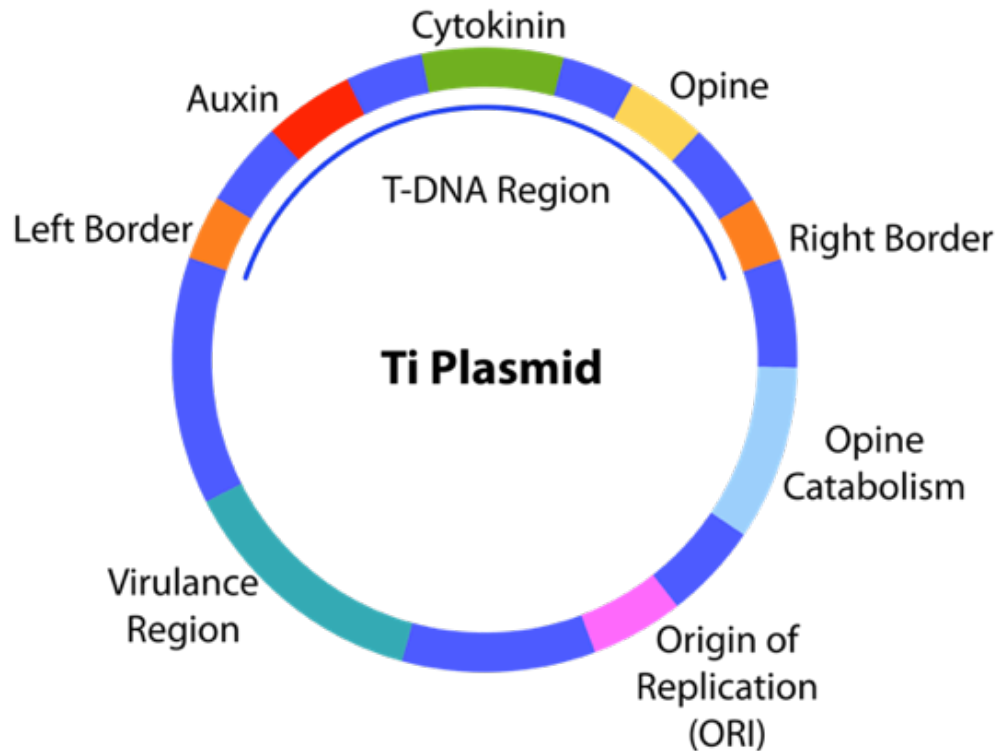 Cytokinin
Auxin
Opine
T-DNA Region
Left Border
Right Border
Ti Plasmid
Opine
Catabolism
Virulance
Region
Origin of
Replication
(ORI)